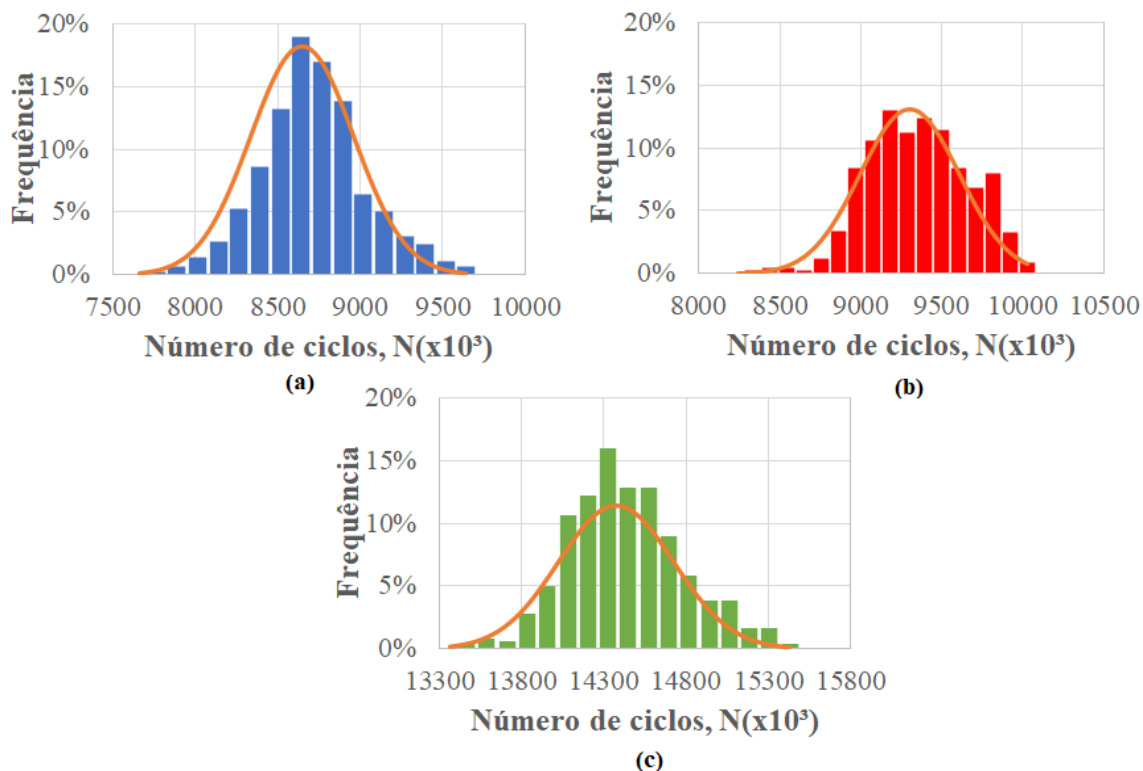 20%
15%
10%
5%
0%
Frequência
7500 8000 8500 9000 9500 10000
Número de ciclos, N(x10³)
(a)
20%
15%
10%
5%
0%
Frequência
8000 8500 9000 9500 10000 10500
Número de ciclos, N(x10³)
(b)
20%
15%
10%
5%
0%
Frequência
13300 13800 14300 14800 15300 15800
Número de ciclos, N(x10³)
(c)